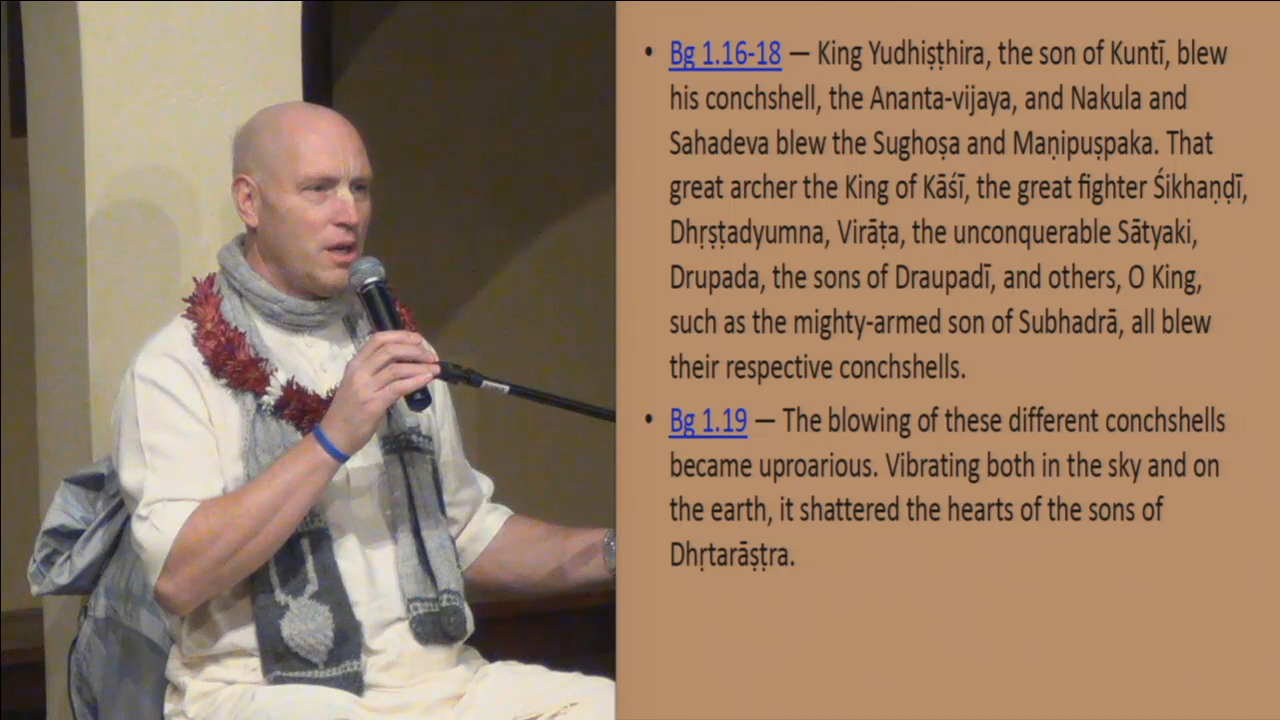 • Bg 1.16-18 — King Yudhiṣṭhira, the son of Kuntī, blew
his conchshell, the Ananta-vijaya, and Nakula and
Sahadeva blew the Sughoṣa and Maṇipuṣpaka. That
great archer the King of Kāśī, the great fighter Śikhaṇḍī,
Dhṛṣṭadyumna, Virāṭa, the unconquerable Sātyaki,
Drupada, the sons of Draupadī, and others, O King,
such as the mighty-armed son of Subhadrā, all blew
their respective conchshells.
• Bg 1.19 — The blowing of these different conchshells
became uproarious. Vibrating both in the sky and on
the earth, it shattered the hearts of the sons of
Dhṛtarāṣṭra.